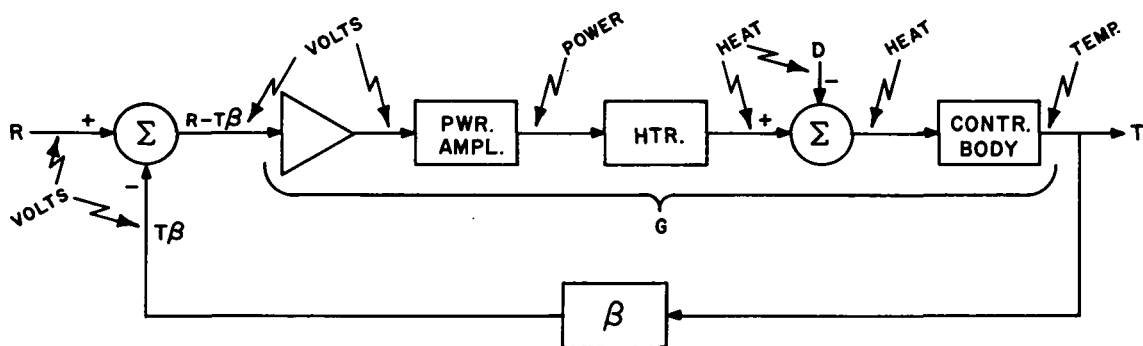 VOLTS
POWER
HEAT
D
HEAT
TEMP.
R
+
Σ
R-Tβ
PWR.
AMPL.
HTR.
+
-
Σ
CONTR.
BODY
T
-
VOLTS
Tβ
G
β